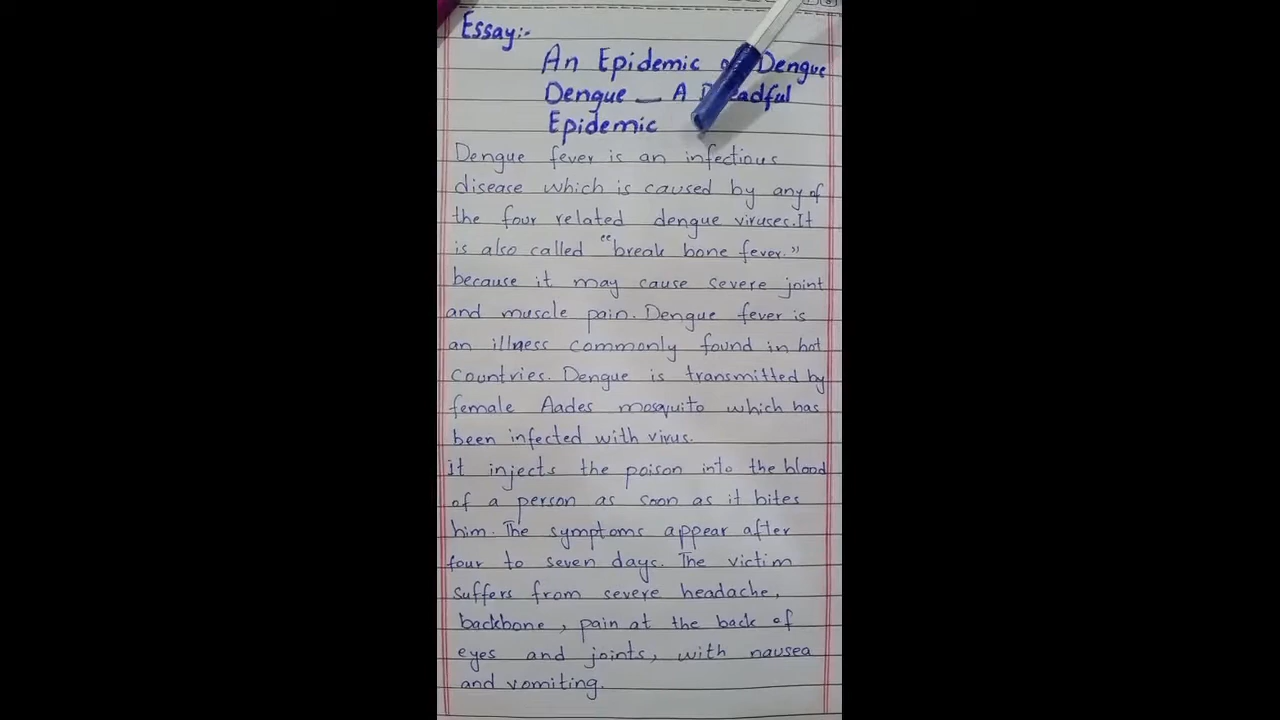 Essay:-
An Epidemic Dengue
Dengue — A
Epidemic
Dengue fever is an infectious
disease which is caused by any of
the four related dengue viruses.It
is also called "break bone fever."
because it may cause severe joint
and muscle pain. Dengue fever is
an illness commonly found in hot
countries. Dengue is transmitted by
female Aades mosquito which has
been infected with virus.
It injects the poison into the blood
of a person as soon as it bites
him. The symptoms appear after
four to seven days. The victim
suffers from severe headache,
backbone, pain at the back of
eyes and joints, with nausea
and vomiting.